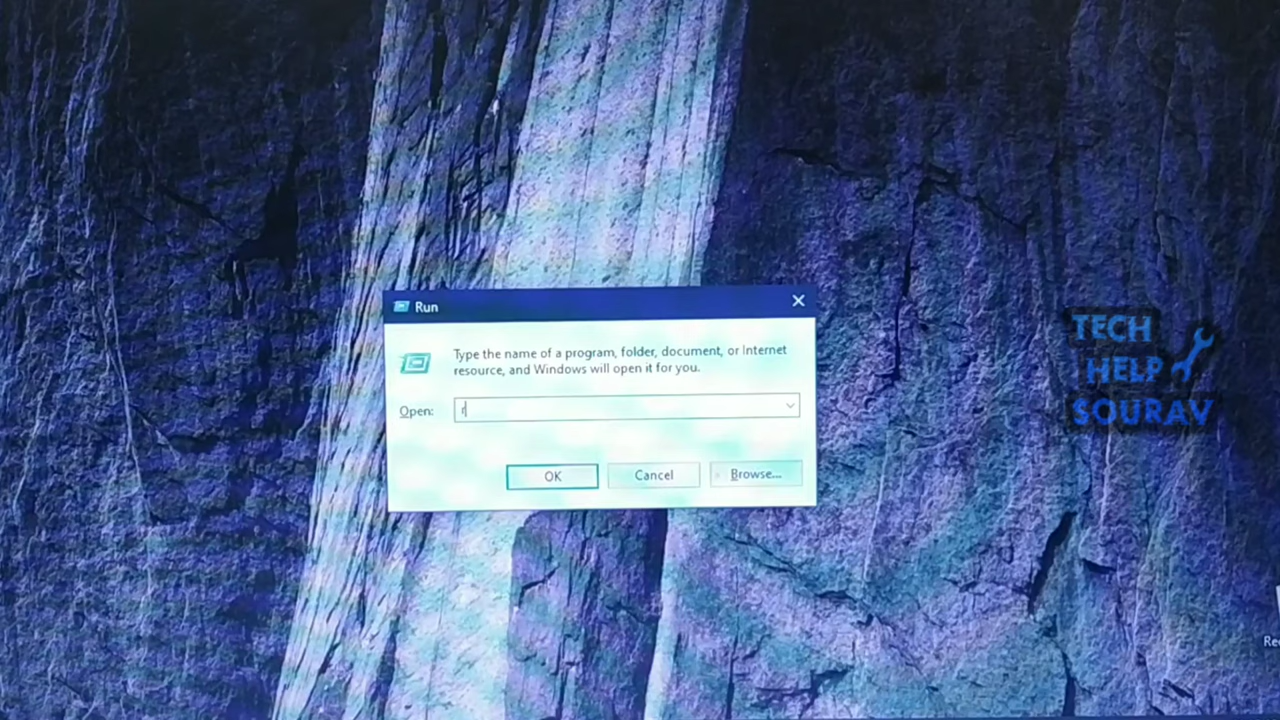 Run
Type the name of a program, folder, document, or Internet
resource, and Windows will open it for you.
Open:
OK
Cancel
Browse...
TECH
HELP
SOURAV